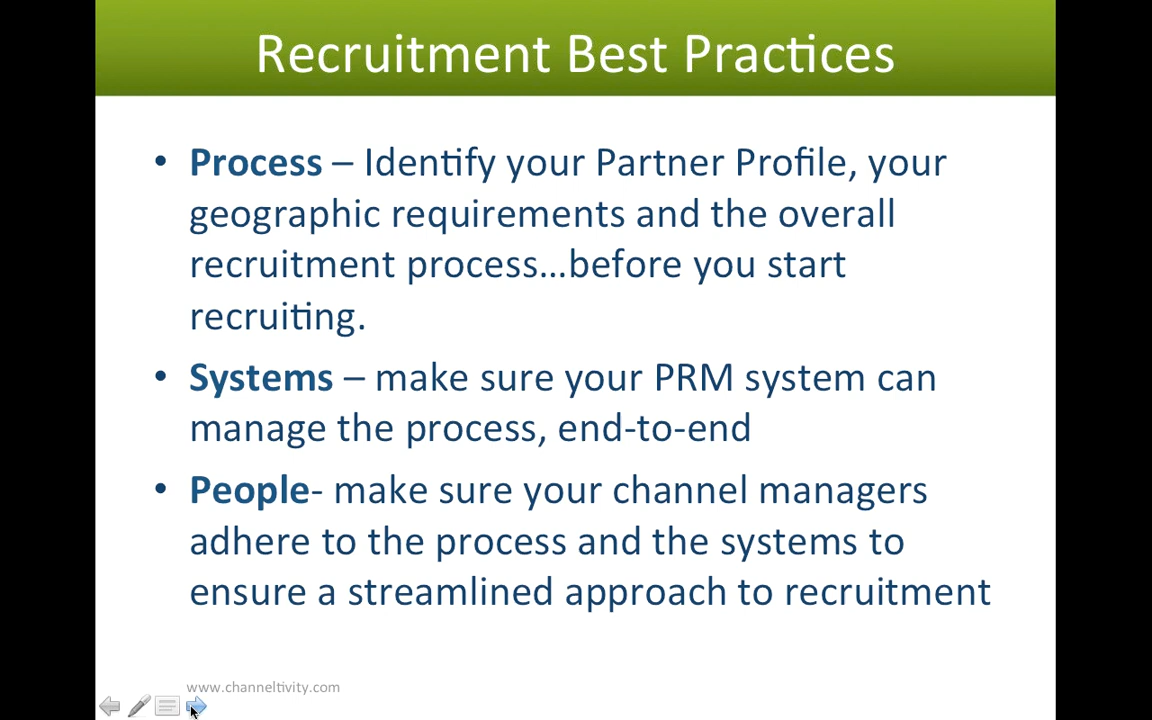 Recruitment Best Practices
• Process – Identify your Partner Profile, your
geographic requirements and the overall
recruitment process...before you start
recruiting.
• Systems – make sure your PRM system can
manage the process, end-to-end
• People- make sure your channel managers
adhere to the process and the systems to
ensure a streamlined approach to recruitment
www.channeltivity.com